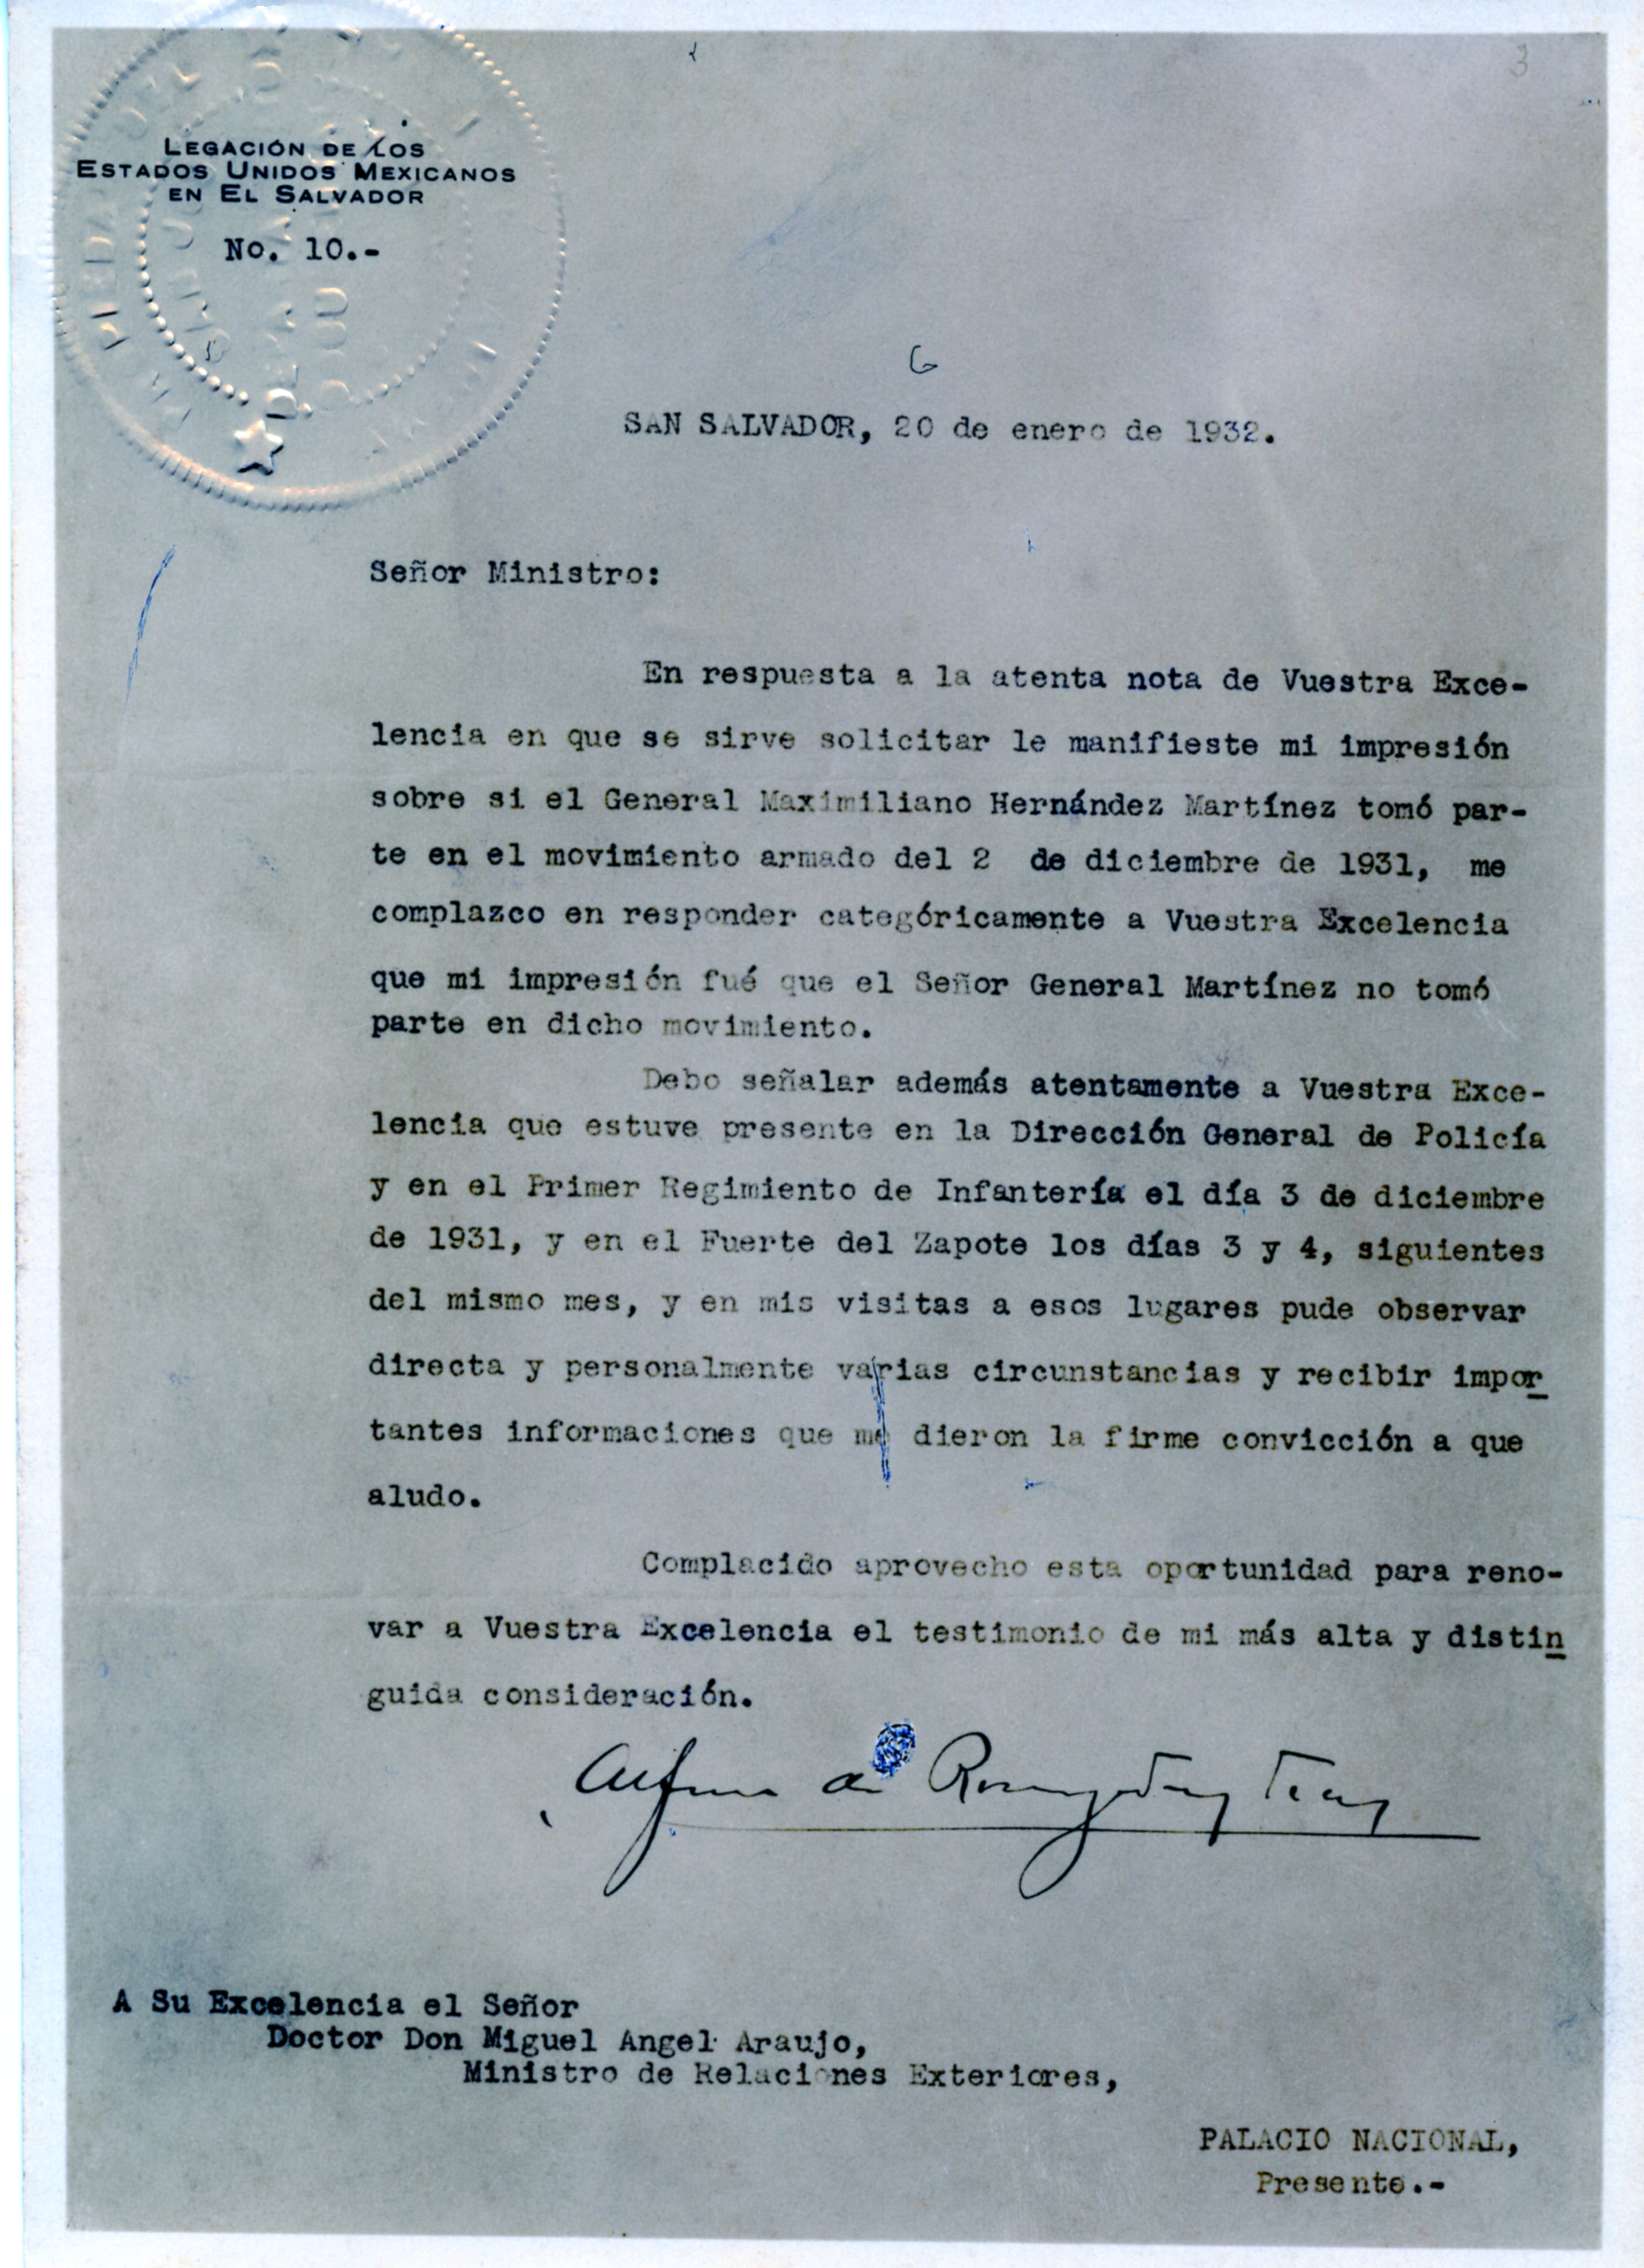 LEGACIÓN DE LOS
ESTADOS UNIDOS MEXICANOS
EN EL SALVADOR
No. 10.-
3
SAN SALVADOR, 20 de enero de 1932.
Señor Ministro:
En respuesta a la atenta nota de Vuestra Exce-
lencia en que se sirve solicitar le manifieste mi impresión
sobre si el General Maximiliano Hernández Martínez tomó par-
te en el movimiento armado del 2 de diciembre de 1931, me
complazco en responder categóricamente a Vuestra Excelencia
que mi impresión fué que el Señor General Martínez no tomó
parte en dicho movimiento.
Debo señalar además atentamente a Vuestra Exce-
lencia que estuve presente en la Dirección General de Policía
y en el Primer Regimiento de Infantería el día 3 de diciembre
de 1931, y en el Fuerte del Zapote los días 3 y 4, siguientes
del mismo mes, y en mis visitas a esos lugares pude observar
directa y personalmente varias circunstancias y recibir impor
tantes informaciones que me dieron la firme convicción a que
aludo.
Complacido aprovecho esta oportunidad para reno-
var a Vuestra Excelencia el testimonio de mi más alta y distin
guida consideración.
A Su Excelencia el Señor
Doctor Don Miguel Angel Araujo,
Ministro de Relaciones Exteriores,
PALACIO NACIONAL,
Presente.-